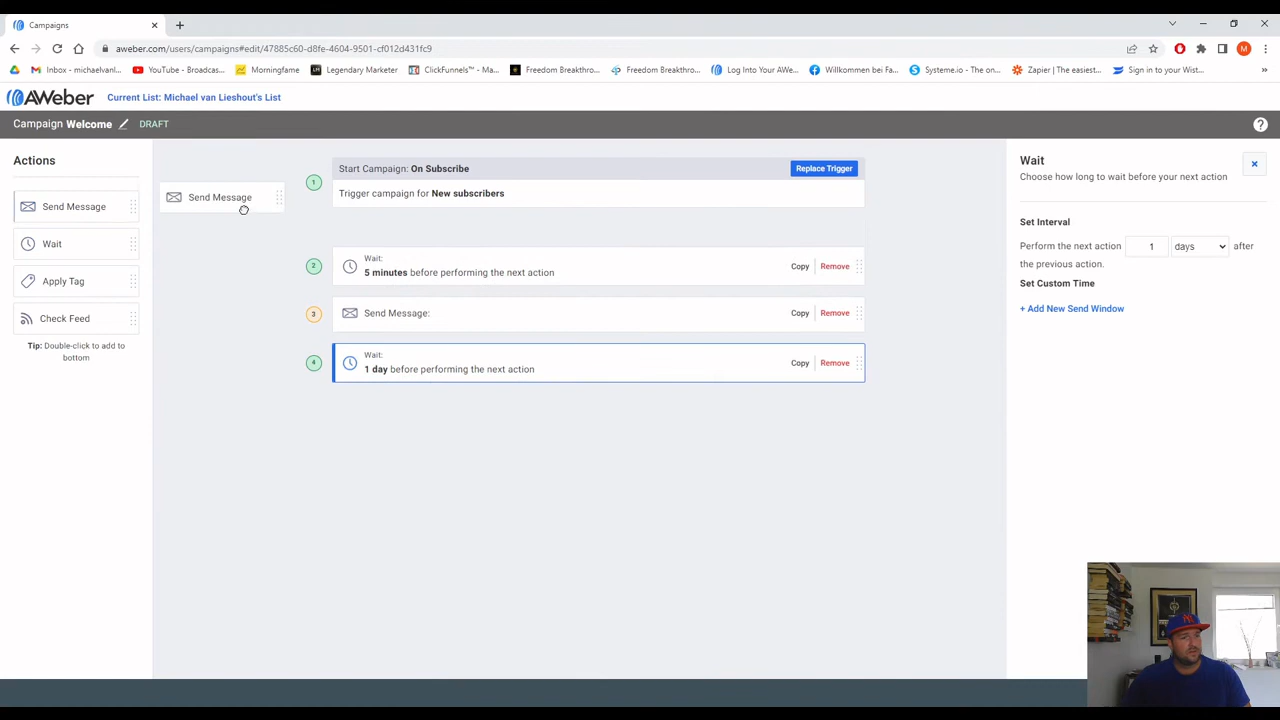 Campaigns
aweber.com/users/campaigns#edit/47885c60-d8fe-4604-9501-cf012d431fc9
M
Inbox - michaelvanl...
YouTube - Broadcas...
Morningfame
Legendary Marketer
ClickFunnels™ - Ma...
Freedom Breakthro...
Freedom Breakthro...
Log Into Your AWe...
Willkommen bei Fa...
Systeme.io - The on...
Zapier | The easiest...
Sign in to your Wist...
AWeber
Current List: Michael van Lieshout's List
Campaign Welcome
DRAFT
?
Actions
Send Message
Wait
Apply Tag
Check Feed
Tip: Double-click to add to
bottom
Send Message
1
Start Campaign: On Subscribe
Replace Trigger
Trigger campaign for New subscribers
2
Wait:
5 minutes before performing the next action
Copy
Remove
3
Send Message:
Copy
Remove
4
Wait:
1 day before performing the next action
Copy
Remove
Wait
Choose how long to wait before your next action
Set Interval
Perform the next action 1 days after
the previous action.
Set Custom Time
+ Add New Send Window